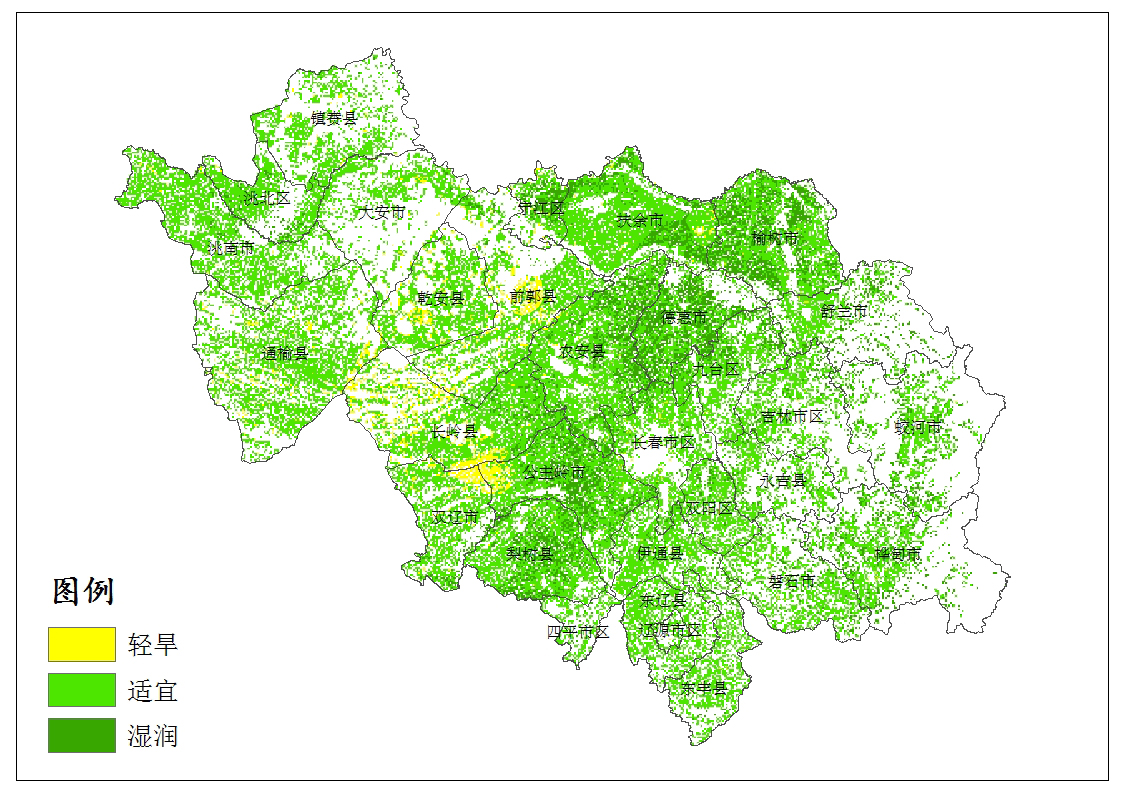 镇赉县
洮北区
大安市
宁江区
扶余市
榆树市
洮南市
乾安县
前郭县
德惠市
舒兰市
通榆县
农安县
九台区
吉林市区
蛟河市
长岭县
长春市区
公主岭市
永吉县
双辽市
双阳区
梨树县
伊通县
桦甸市
磐石市
东辽县
四平市区
辽源市区
东丰县
图例
轻旱
适宜
湿润